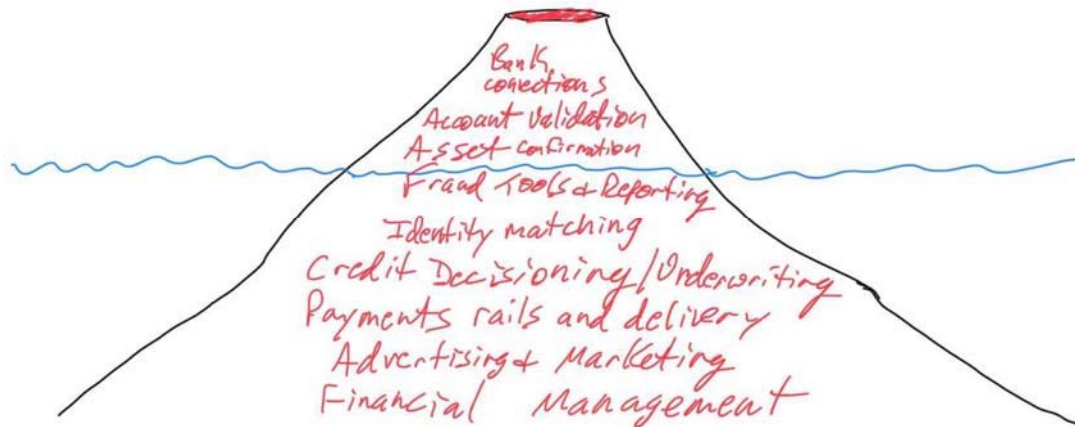 Bank
conections
Account Validation
Asset confirmation
Fraud Tools & Reporting
Identity matching
Credit Decisioning/Underwriting
Payments rails and delivery
Advertising & Marketing
Financial Management